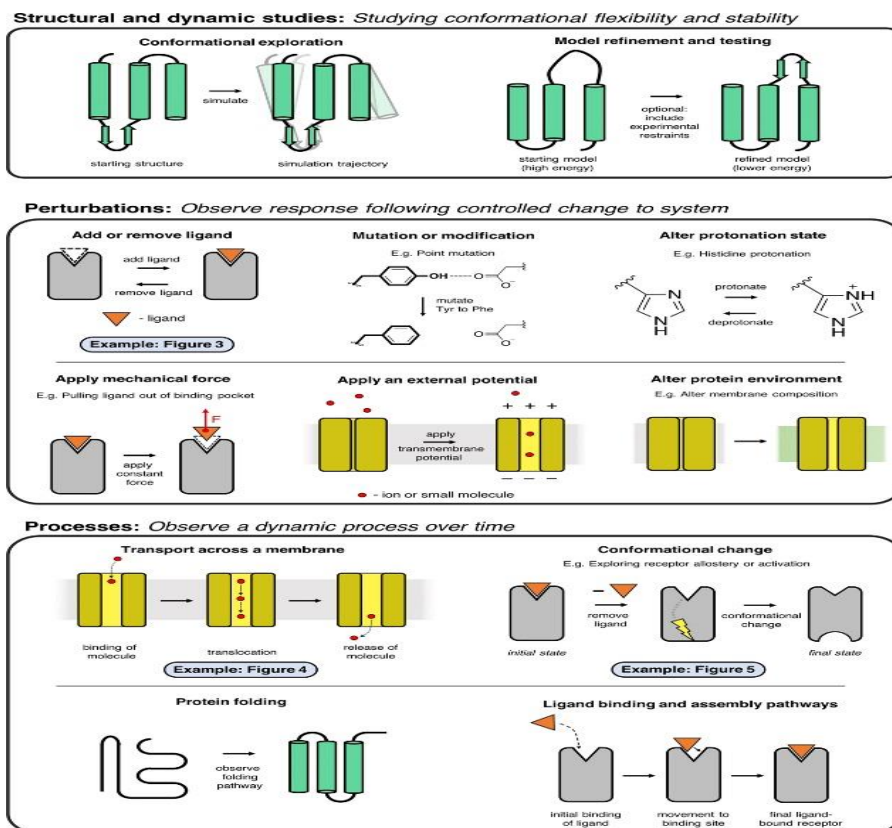 Structural and dynamic studies: Studying conformational flexibility and stability
Conformational exploration
simulate
starting structure
simulation trajectory
Model refinement and testing
optional:
include
experimental
restraints
starting model
(high energy)
refined model
(lower energy)
Perturbations: Observe response following controlled change to system
Add or remove ligand
add ligand
remove ligand
- ligand
Example: Figure 3
Mutation or modification
E.g. Point mutation
OH
O
O⁻
mutate
Tyr to Phe
O
O⁻
Alter protonation state
E.g. Histidine protonation
N
N
H
protonate
deprotonate
+
NH
N
H
Apply mechanical force
E.g. Pulling ligand out of binding pocket
F
apply
constant
force
Apply an external potential
+ + +
apply
transmembrane
potential
− − −
- ion or small molecule
Alter protein environment
E.g. Alter membrane composition
Processes: Observe a dynamic process over time
Transport across a membrane
binding of
molecule
translocation
release of
molecule
Example: Figure 4
Conformational change
E.g. Exploring receptor allostery or activation
−
remove
ligand
conformational
change
initial state
final state
Example: Figure 5
Protein folding
observe
folding
pathway
Ligand binding and assembly pathways
initial binding
of ligand
movement to
binding site
final ligand-
bound receptor